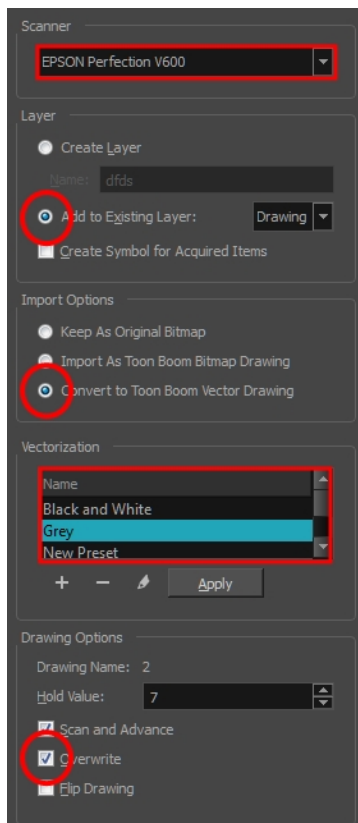 Scanner
EPSON Perfection V600
Layer
Create Layer
Name: dfds
Add to Existing Layer: Drawing
Create Symbol for Acquired Items
Import Options
Keep As Original Bitmap
Import As Toon Boom Bitmap Drawing
Convert to Toon Boom Vector Drawing
Vectorization
Name
Black and White
Grey
New Preset
+ − Apply
Drawing Options
Drawing Name: 2
Hold Value: 7
Scan and Advance
Overwrite
Flip Drawing